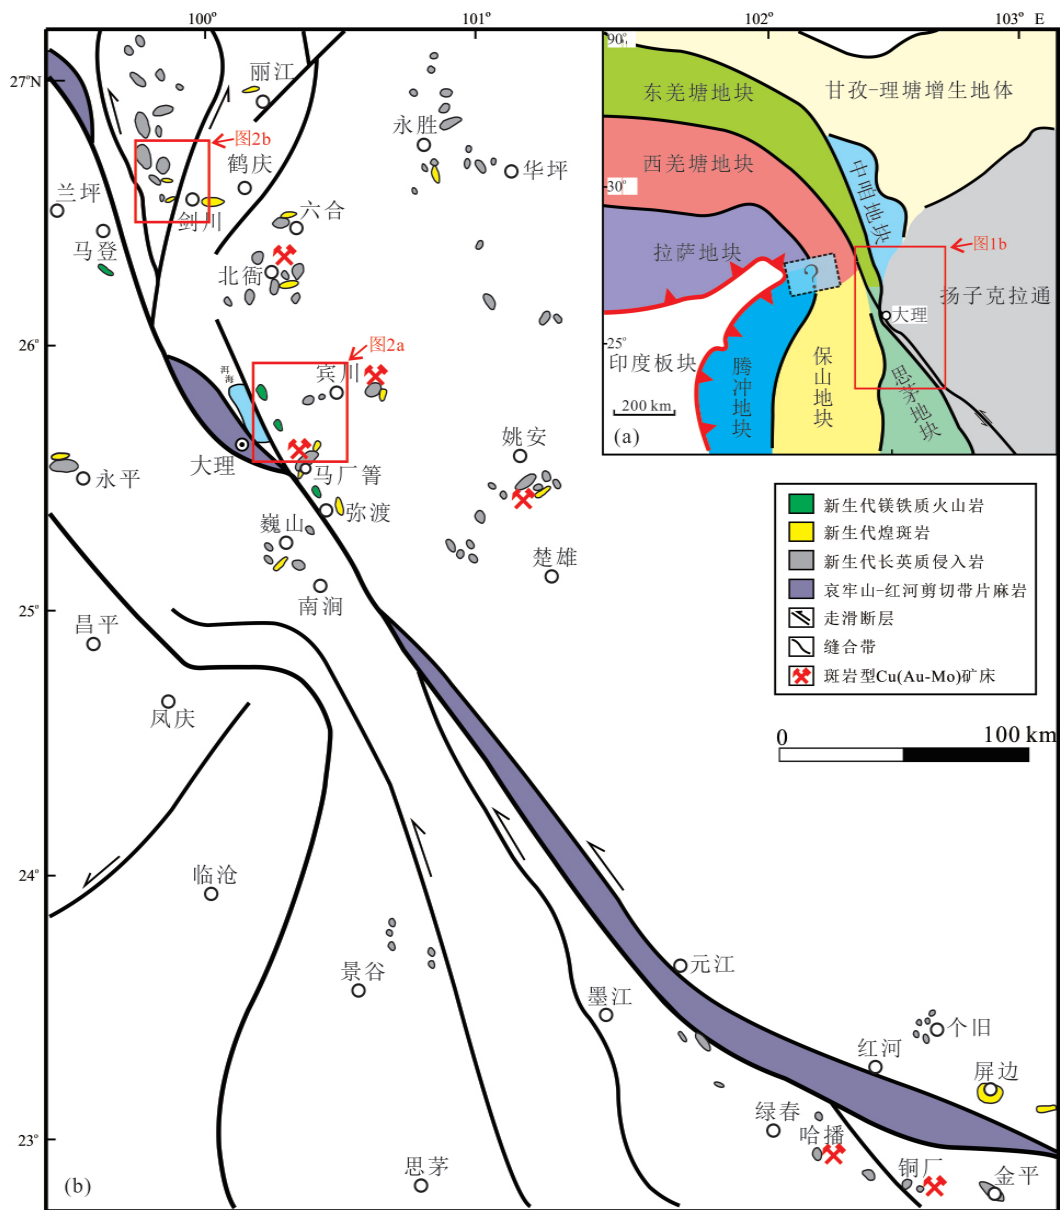 100°
101°
102°
103° E
27°N
26°
25°
24°
23°
丽江
图2b
鹤庆
永胜
华坪
兰坪
马登
剑川
六合
北衙
图2a
宾川
洱海
大理
马厂箐
姚安
永平
巍山
弥渡
楚雄
南涧
昌平
凤庆
临沧
景谷
墨江
元江
个旧
红河
屏边
绿春
哈播
铜厂
金平
思茅
(b)
90°
30°
25°
东羌塘地块
甘孜-理塘增生地体
西羌塘地块
中咱地块
拉萨地块
图1b
?
扬子克拉通
大理
印度板块
腾冲地块
保山地块
思茅地块
200 km
(a)
新生代镁铁质火山岩
新生代煌斑岩
新生代长英质侵入岩
哀牢山-红河剪切带片麻岩
走滑断层
缝合带
斑岩型Cu(Au-Mo)矿床
0
100 km